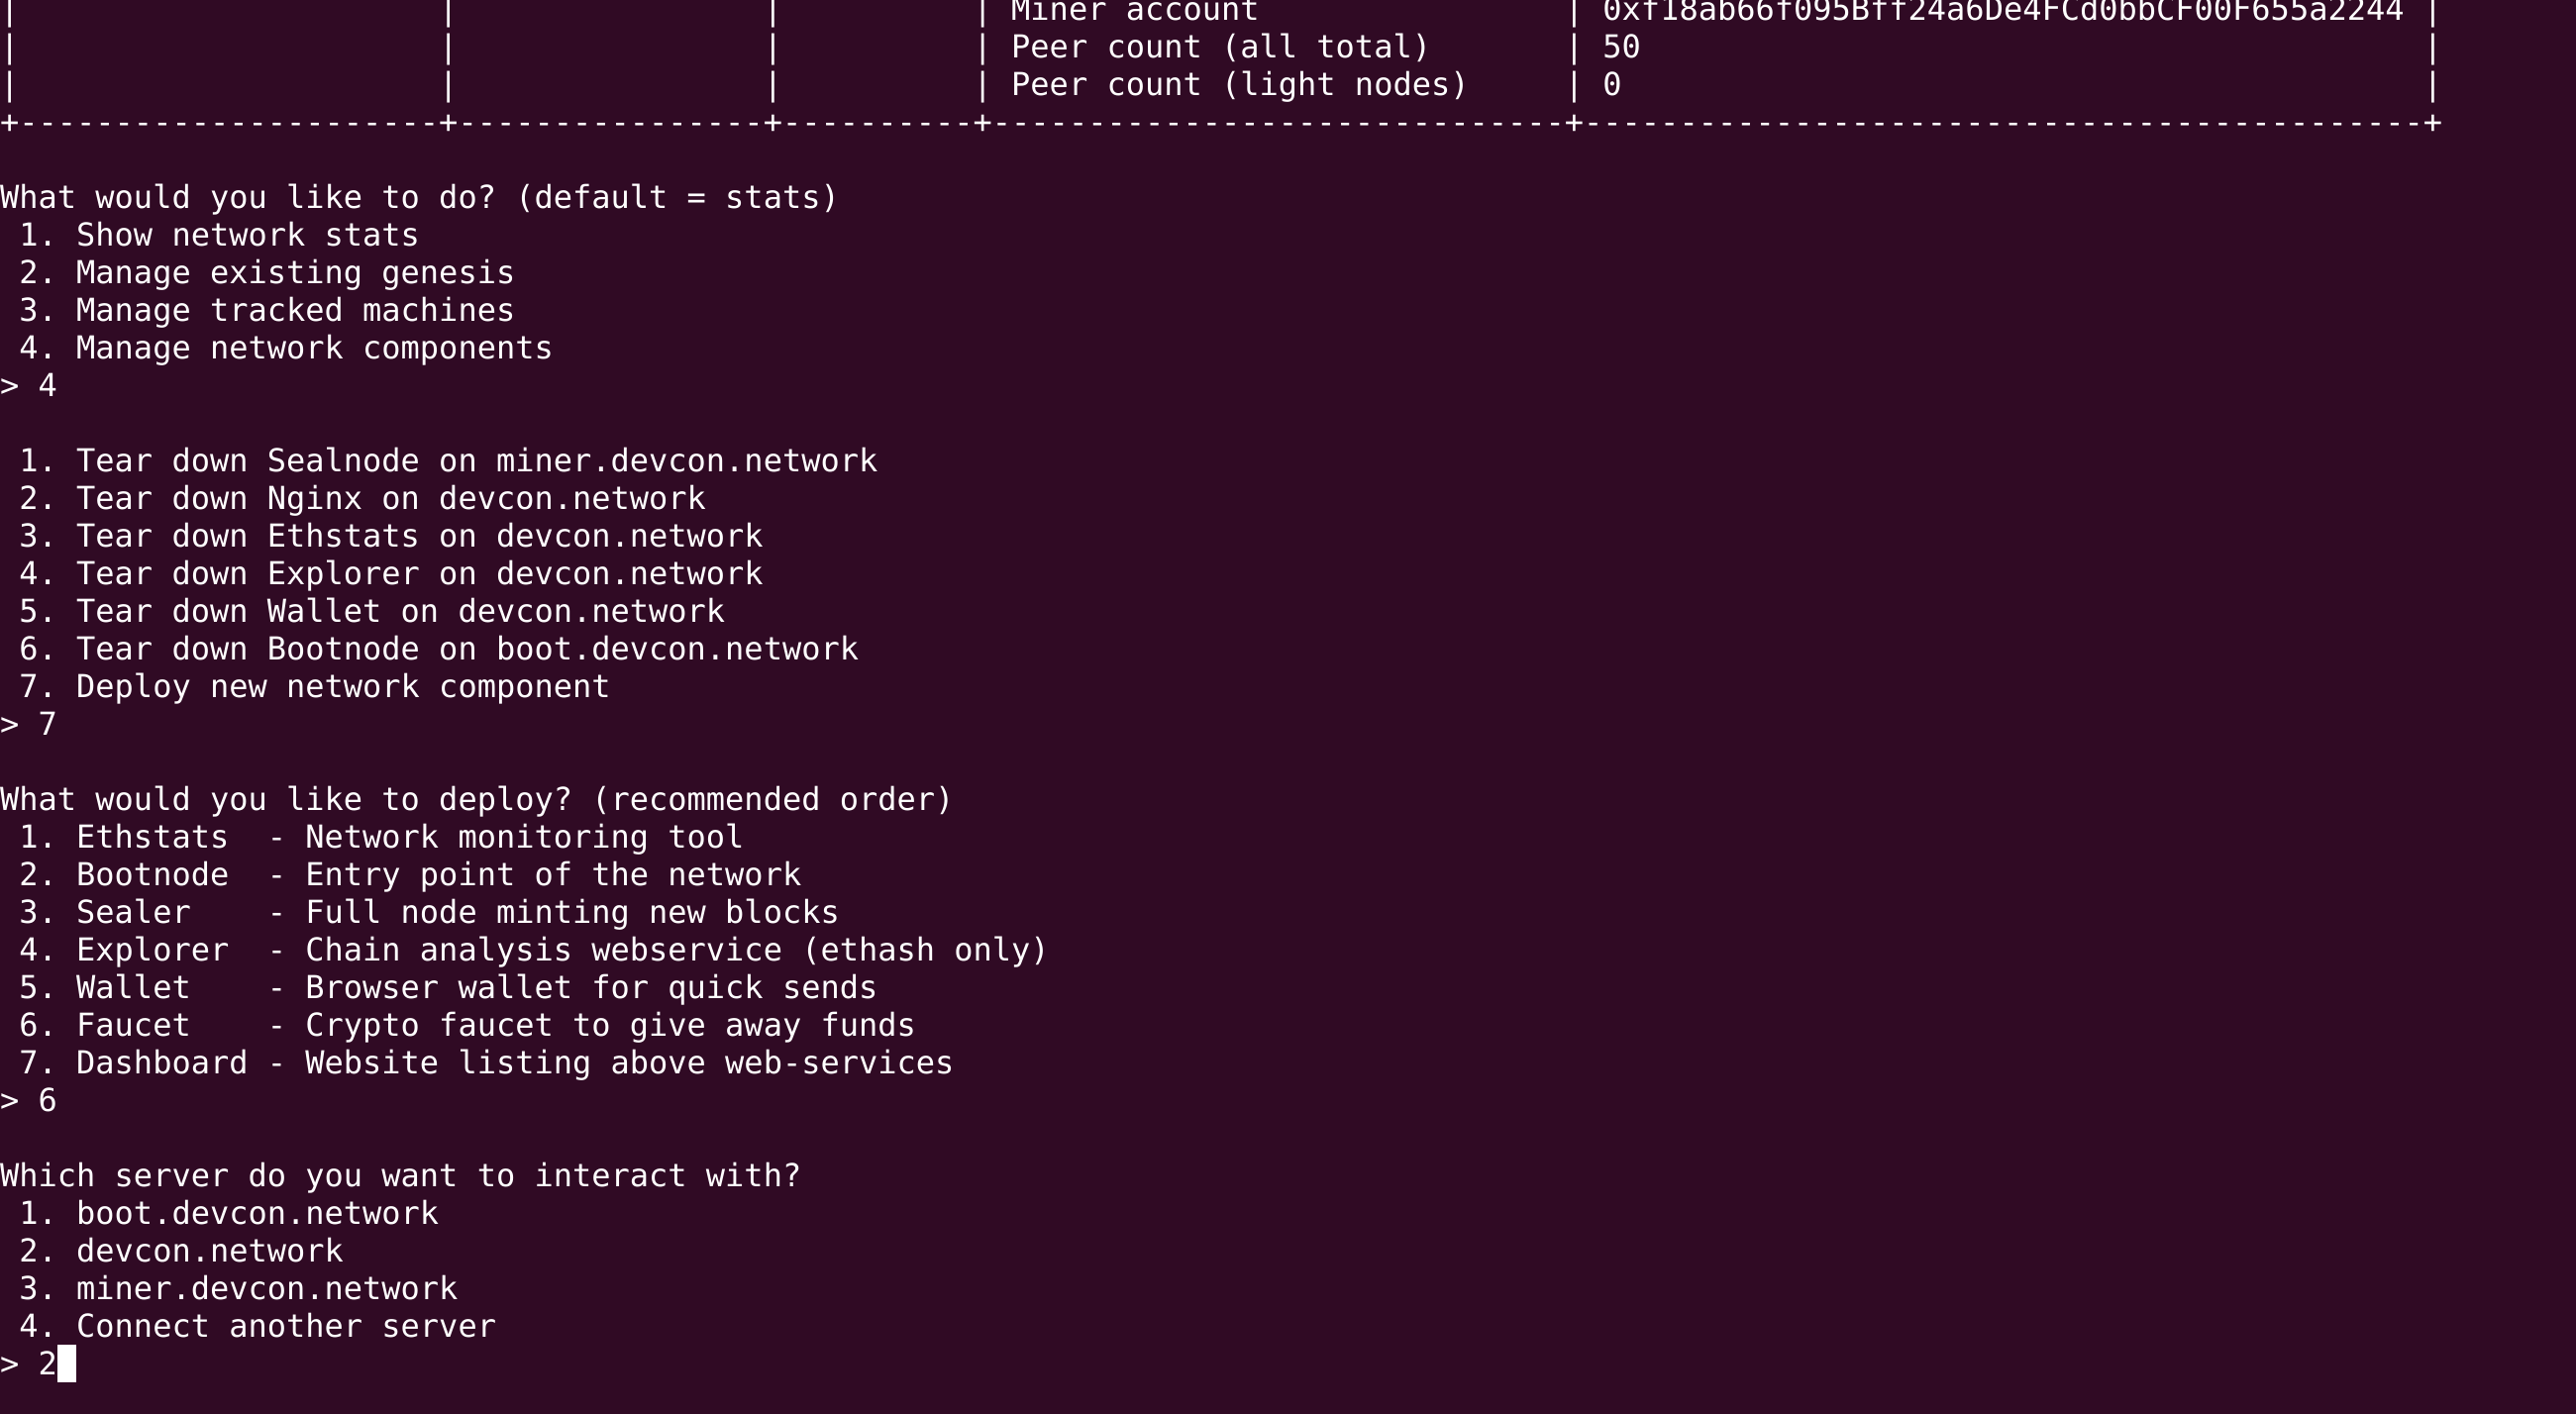 |                      |                |          | Miner account                | 0xf18ab66f095Bff24a6De4FCd0bbCF00F655a2244 |
|                      |                |          | Peer count (all total)       | 50                                         |
|                      |                |          | Peer count (light nodes)     | 0                                          |
+----------------------+----------------+----------+------------------------------+--------------------------------------------+

What would you like to do? (default = stats)
 1. Show network stats
 2. Manage existing genesis
 3. Manage tracked machines
 4. Manage network components
> 4

 1. Tear down Sealnode on miner.devcon.network
 2. Tear down Nginx on devcon.network
 3. Tear down Ethstats on devcon.network
 4. Tear down Explorer on devcon.network
 5. Tear down Wallet on devcon.network
 6. Tear down Bootnode on boot.devcon.network
 7. Deploy new network component
> 7

What would you like to deploy? (recommended order)
 1. Ethstats  - Network monitoring tool
 2. Bootnode  - Entry point of the network
 3. Sealer    - Full node minting new blocks
 4. Explorer  - Chain analysis webservice (ethash only)
 5. Wallet    - Browser wallet for quick sends
 6. Faucet    - Crypto faucet to give away funds
 7. Dashboard - Website listing above web-services
> 6

Which server do you want to interact with?
 1. boot.devcon.network
 2. devcon.network
 3. miner.devcon.network
 4. Connect another server
> 2